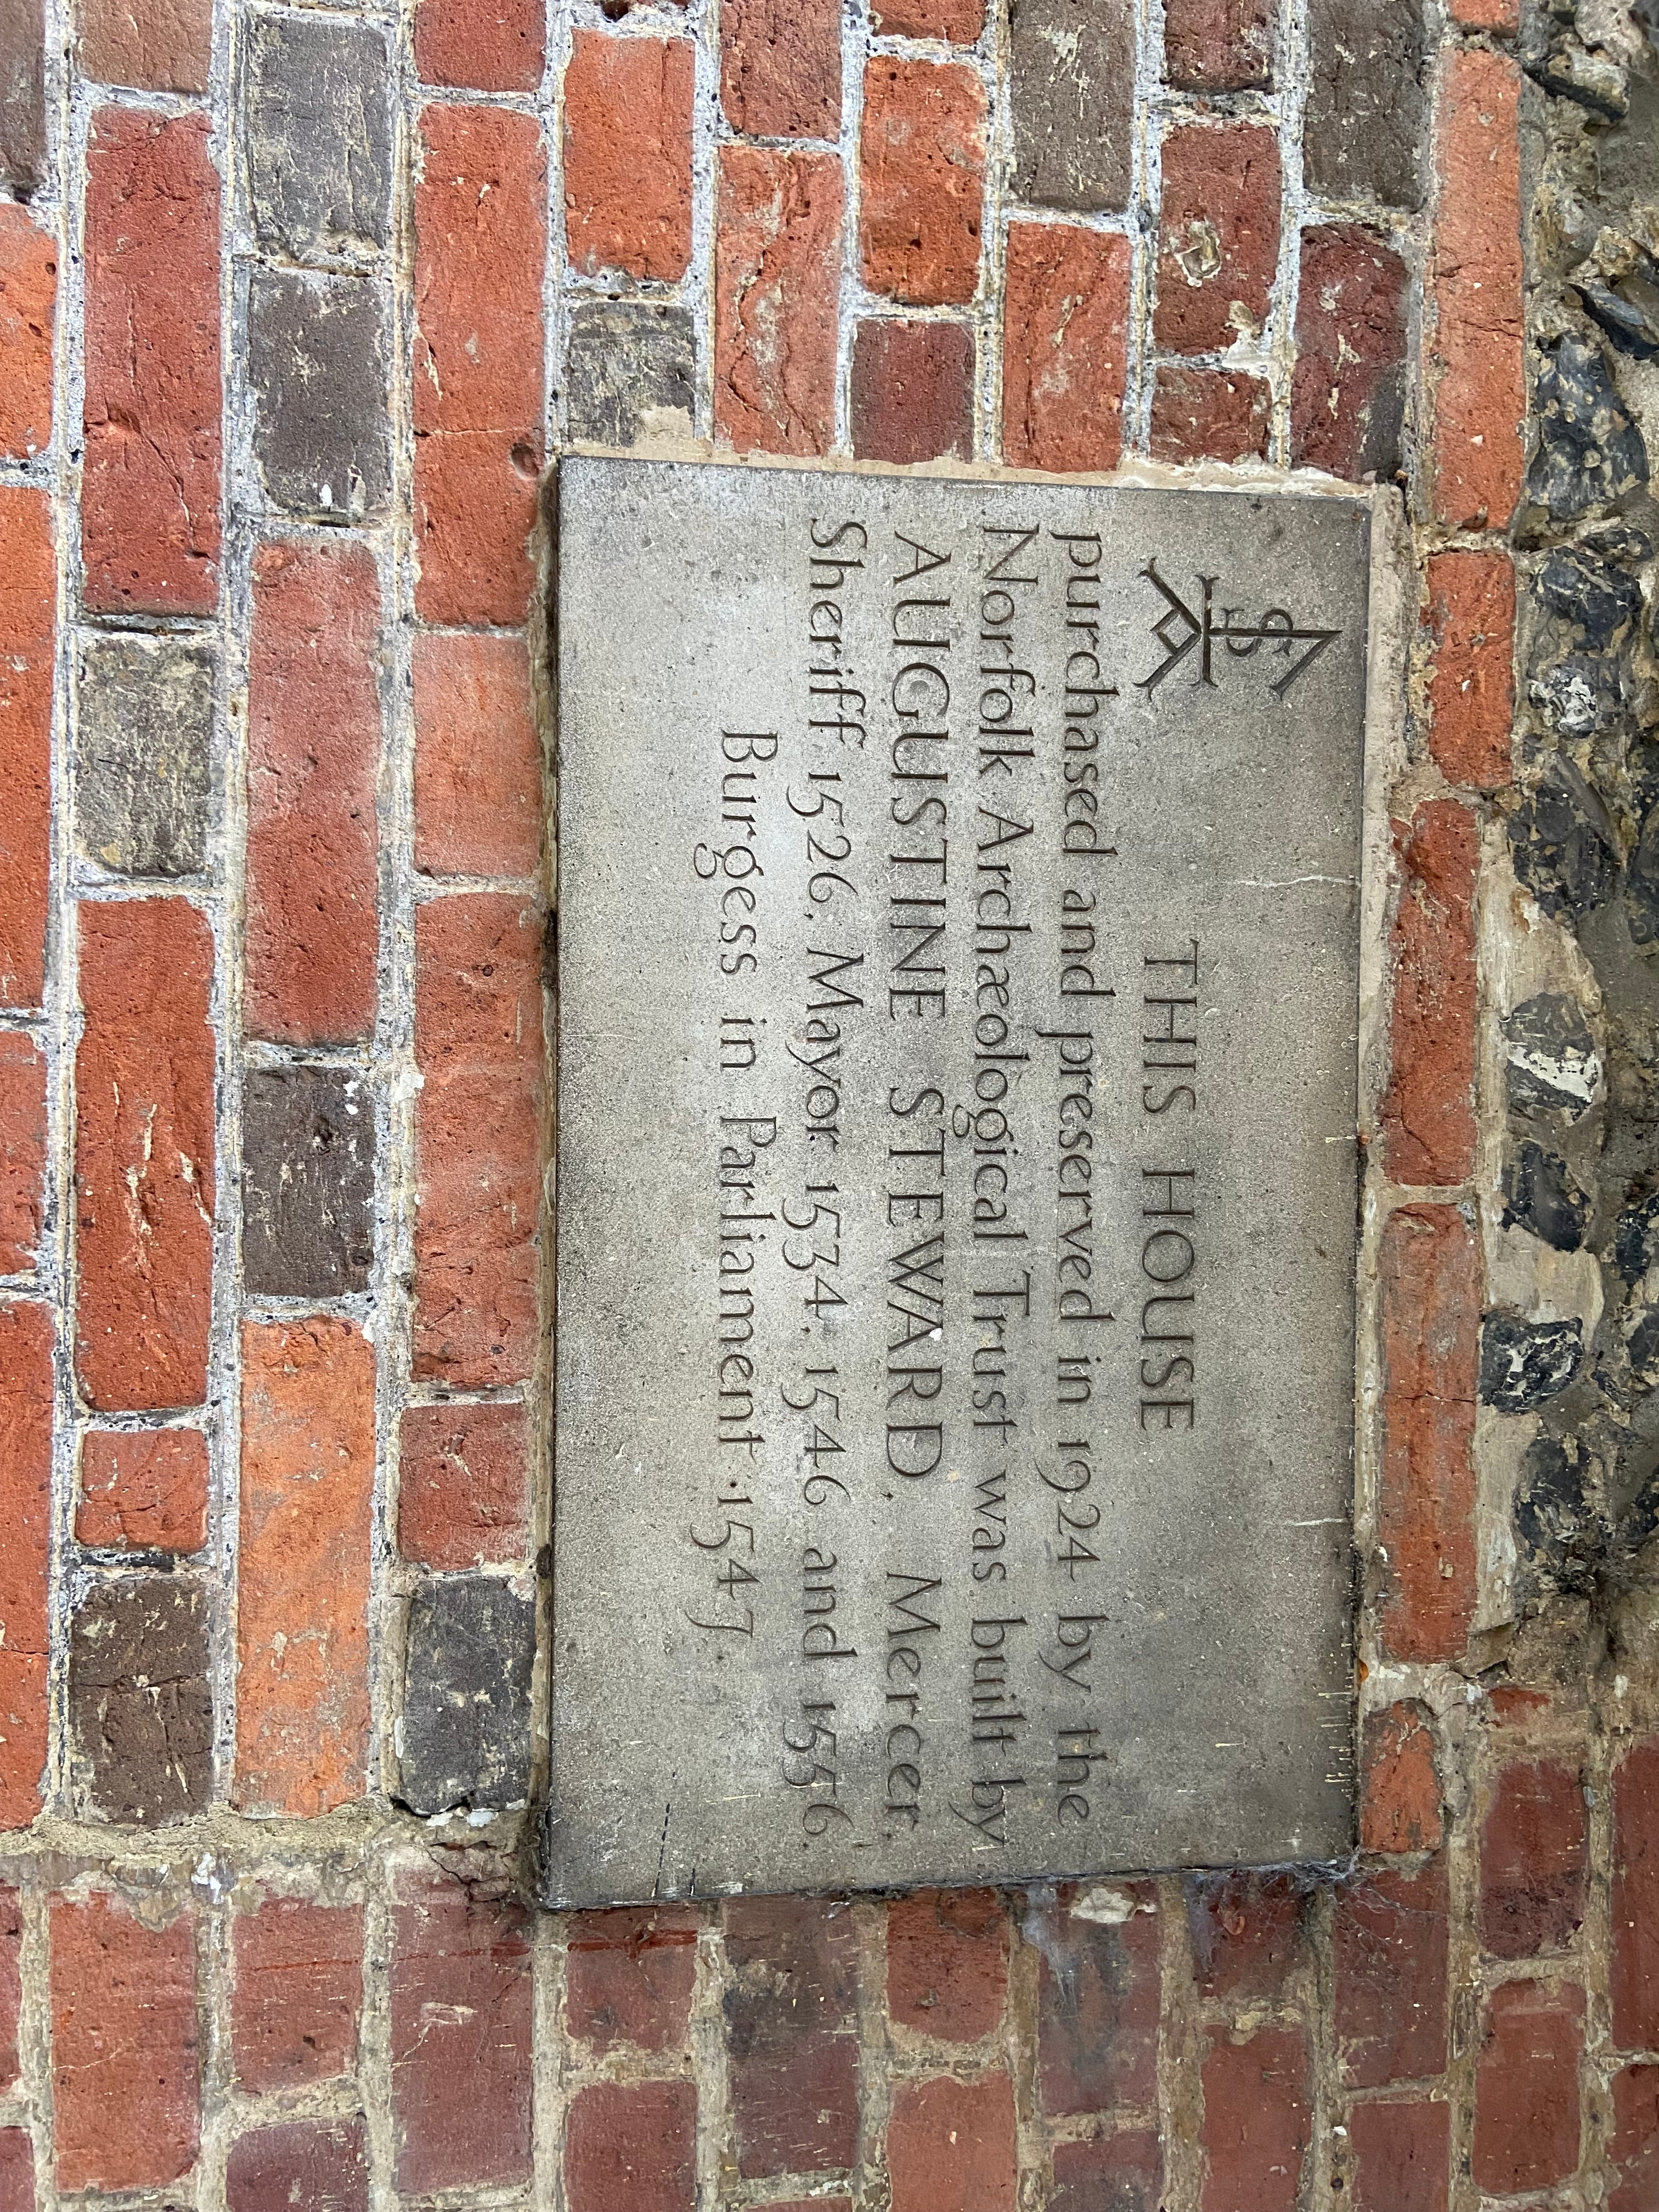 THIS HOUSE
purchased and preserved in 1924 by the
Norfolk Archæological Trust was built by
AUGUSTINE STEWARD, Mercer,
Sheriff 1526, Mayor 1534, 1546 and 1556,
Burgess in Parliament·1547